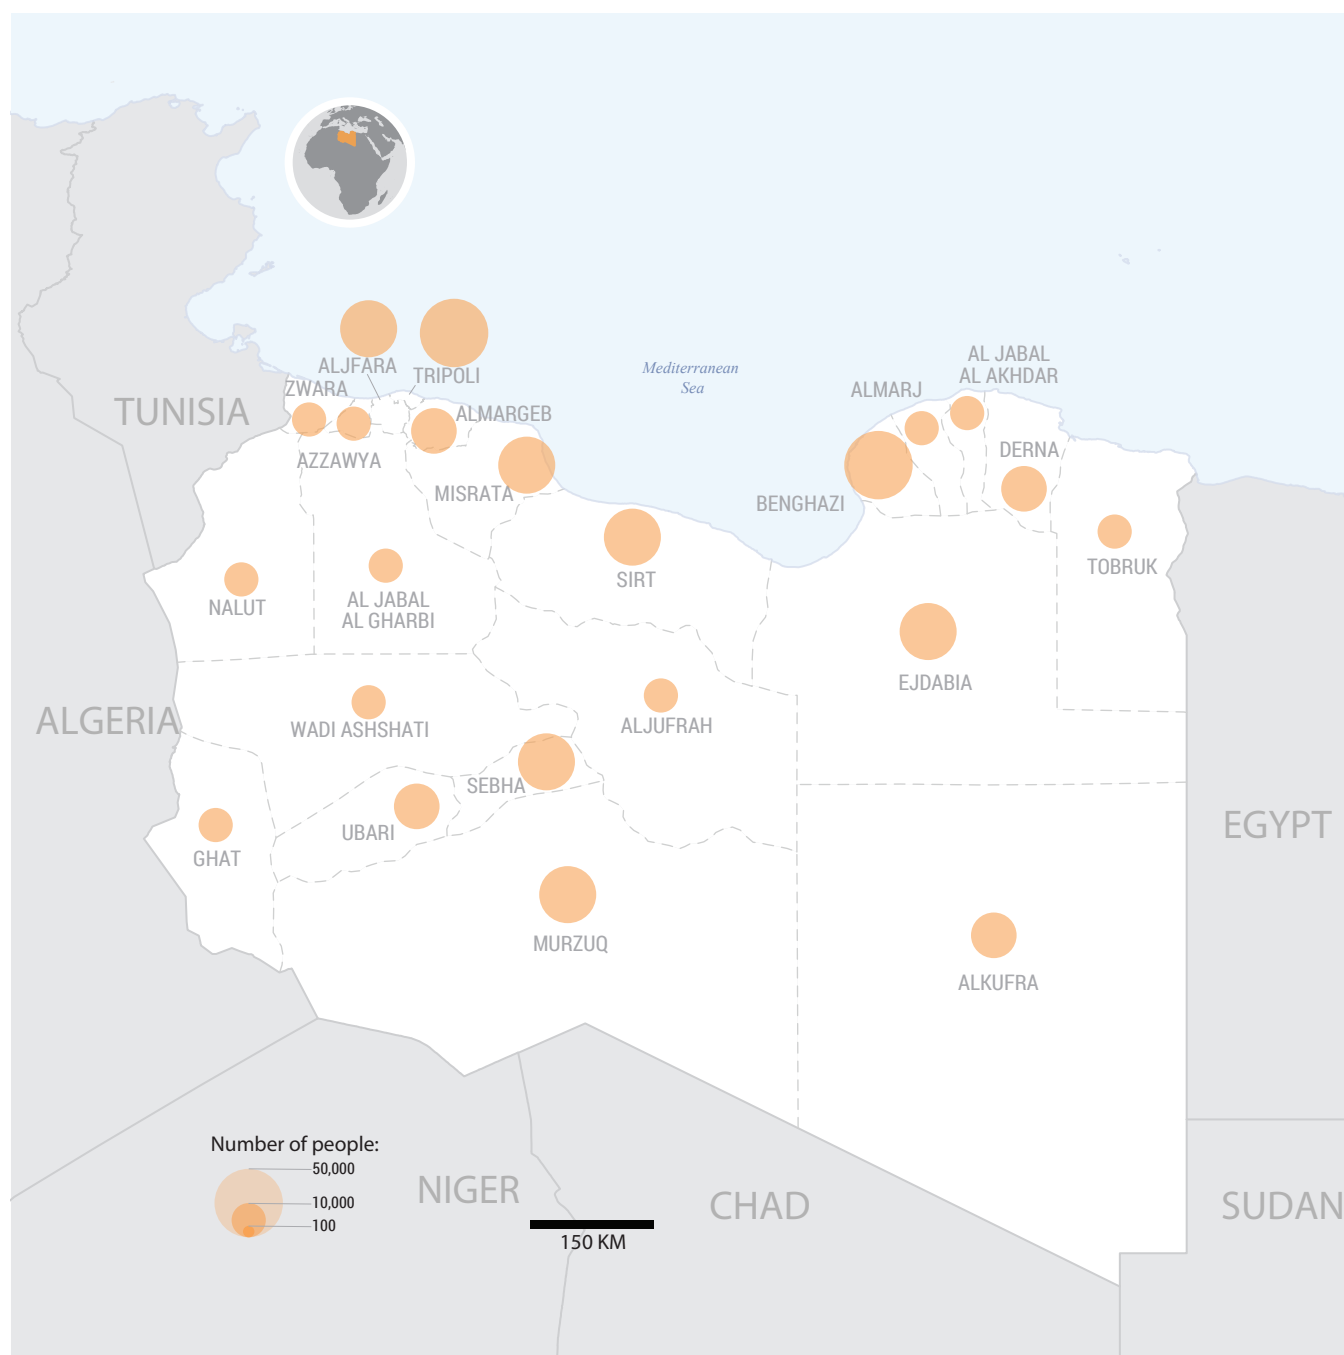 AL JABAL
AL AKHDAR
ALJFARA
TRIPOLI
Mediterranean
Sea
ZWARA
ALMARJ
TUNISIA
ALMARGEB
AZZAWYA
DERNA
MISRATA
BENGHAZI
TOBRUK
SIRT
NALUT
AL JABAL
AL GHARBI
EJDABIA
ALGERIA
WADI ASHSHATI
ALJUFRAH
SEBHA
UBARI
EGYPT
GHAT
MURZUQ
ALKUFRA
Number of people:
50,000
10,000
100
NIGER
CHAD
SUDAN
150 KM